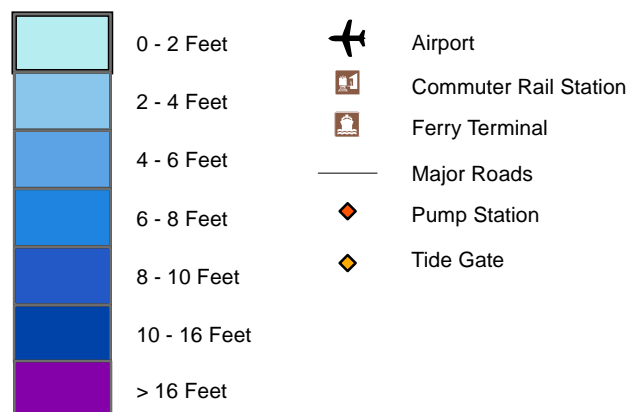 0 - 2 Feet
2 - 4 Feet
4 - 6 Feet
6 - 8 Feet
8 - 10 Feet
10 - 16 Feet
> 16 Feet
Airport
Commuter Rail Station
Ferry Terminal
Major Roads
Pump Station
Tide Gate